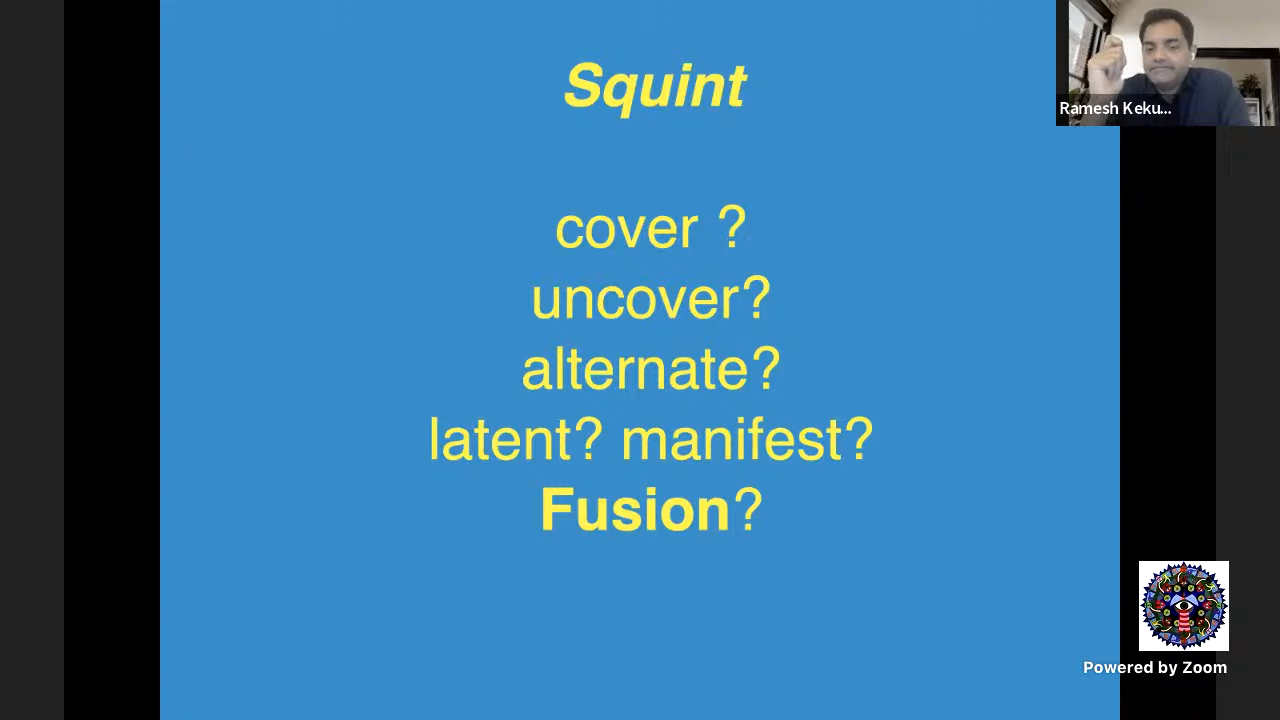 Squint
cover ?
uncover?
alternate?
latent? manifest?
Fusion?
Ramesh Keku...
Powered by Zoom